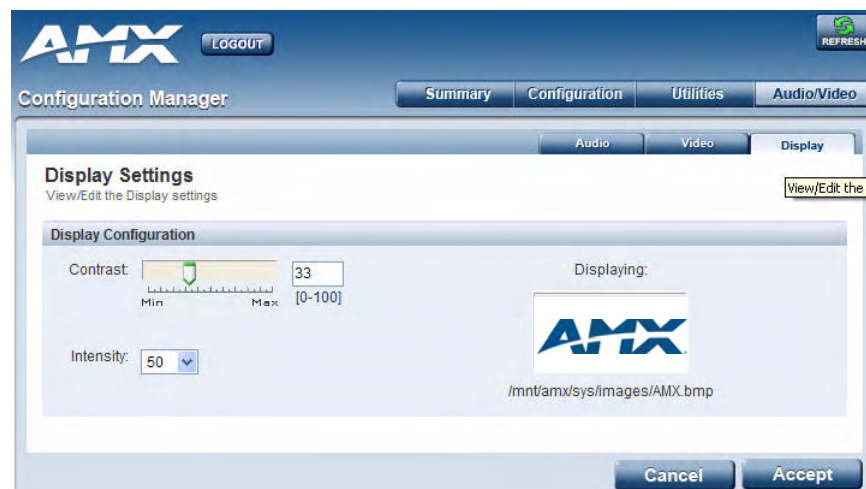 AMX
LOGOUT
REFRESH
Configuration Manager
Summary
Configuration
Utilities
Audio/Video
Audio
Video
Display
Display Settings
View/Edit the Display settings
View/Edit the
Display Configuration
Contrast:
33
[0-100]
Min
Max
Displaying:
AMX
Intensity:
50
/mnt/amx/sys/images/AMX.bmp
Cancel
Accept